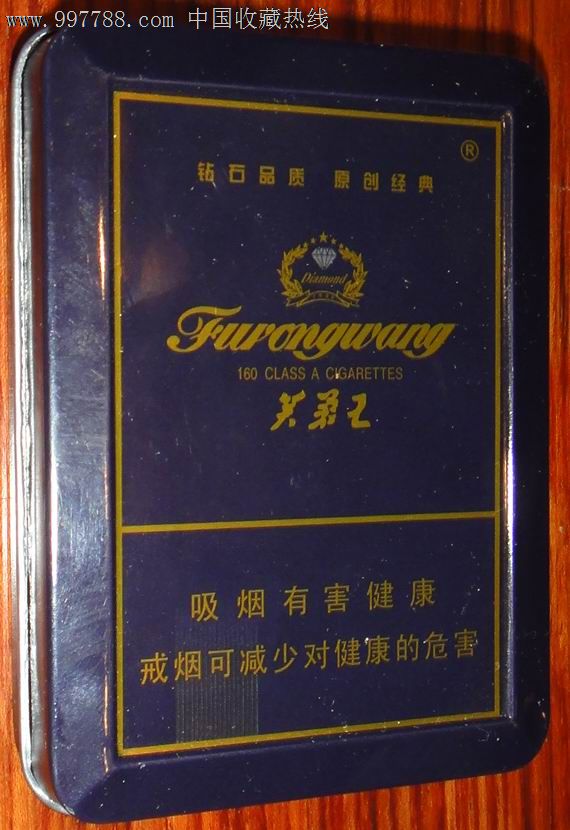 www.997788.com 中国收藏热线
®
钻石品质 原创经典
Diamond
Furongwang
160 CLASS A CIGARETTES
芙蓉王
吸烟有害健康
戒烟可减少对健康的危害